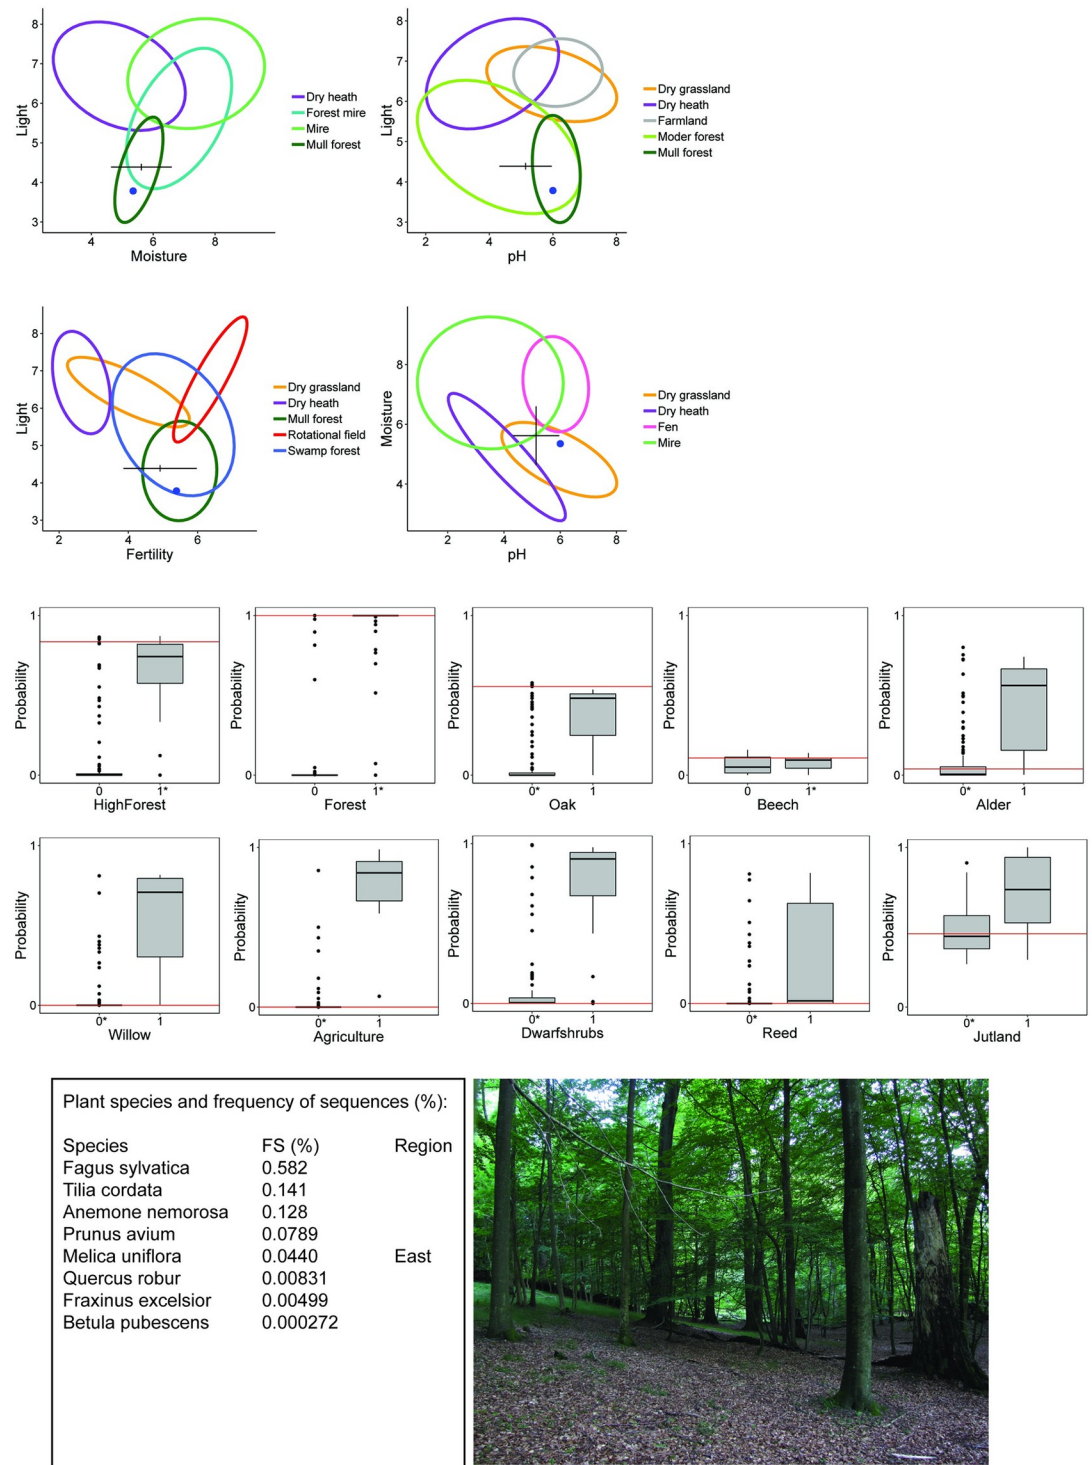 8
7
6
5
4
3
Light
4 6 8
Moisture
Dry heath
Forest mire
Mire
Mull forest
8
7
6
5
4
3
Light
2 4 6 8
pH
Dry grassland
Dry heath
Farmland
Moder forest
Mull forest
8
7
6
5
4
3
Light
2 4 6
Fertility
Dry grassland
Dry heath
Mull forest
Rotational field
Swamp forest
8
6
4
Moisture
2 4 6 8
pH
Dry grassland
Dry heath
Fen
Mire
1
Probability
0
0 1*
HighForest
1
Probability
0
0 1*
Forest
1
Probability
0
0* 1
Oak
1
Probability
0
0 1*
Beech
1
Probability
0
0* 1
Alder
1
Probability
0
0* 1
Willow
1
Probability
0
0* 1
Agriculture
1
Probability
0
0* 1
Dwarfshrubs
1
Probability
0
0* 1
Reed
1
Probability
0
0* 1
Jutland
Plant species and frequency of sequences (%):
Species FS (%) Region
Fagus sylvatica 0.582
Tilia cordata 0.141
Anemone nemorosa 0.128
Prunus avium 0.0789
Melica uniflora 0.0440 East
Quercus robur 0.00831
Fraxinus excelsior 0.00499
Betula pubescens 0.000272